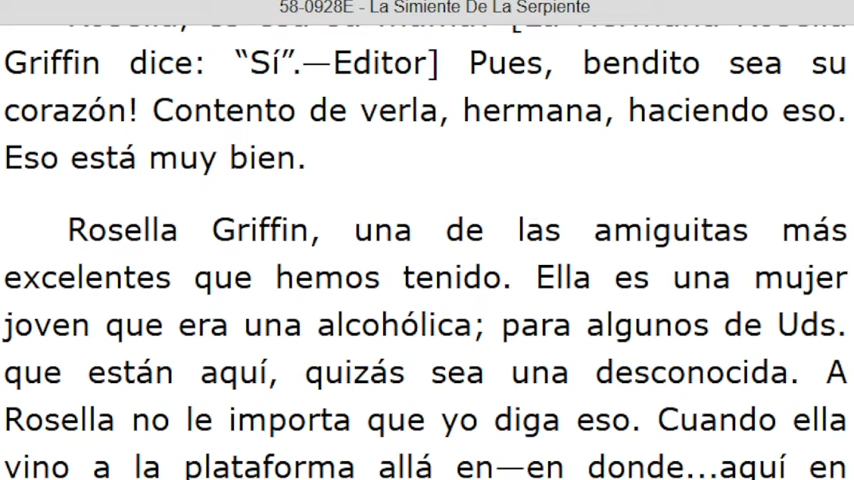 58-0928E - La Simiente De La Serpiente
Griffin dice: “Sí”.—Editor] Pues, bendito sea su
corazón! Contento de verla, hermana, haciendo eso.
Eso está muy bien.
Rosella Griffin, una de las amiguitas más
excelentes que hemos tenido. Ella es una mujer
joven que era una alcohólica; para algunos de Uds.
que están aquí, quizás sea una desconocida. A
Rosella no le importa que yo diga eso. Cuando ella
vino a la plataforma allá en—en donde...aquí en